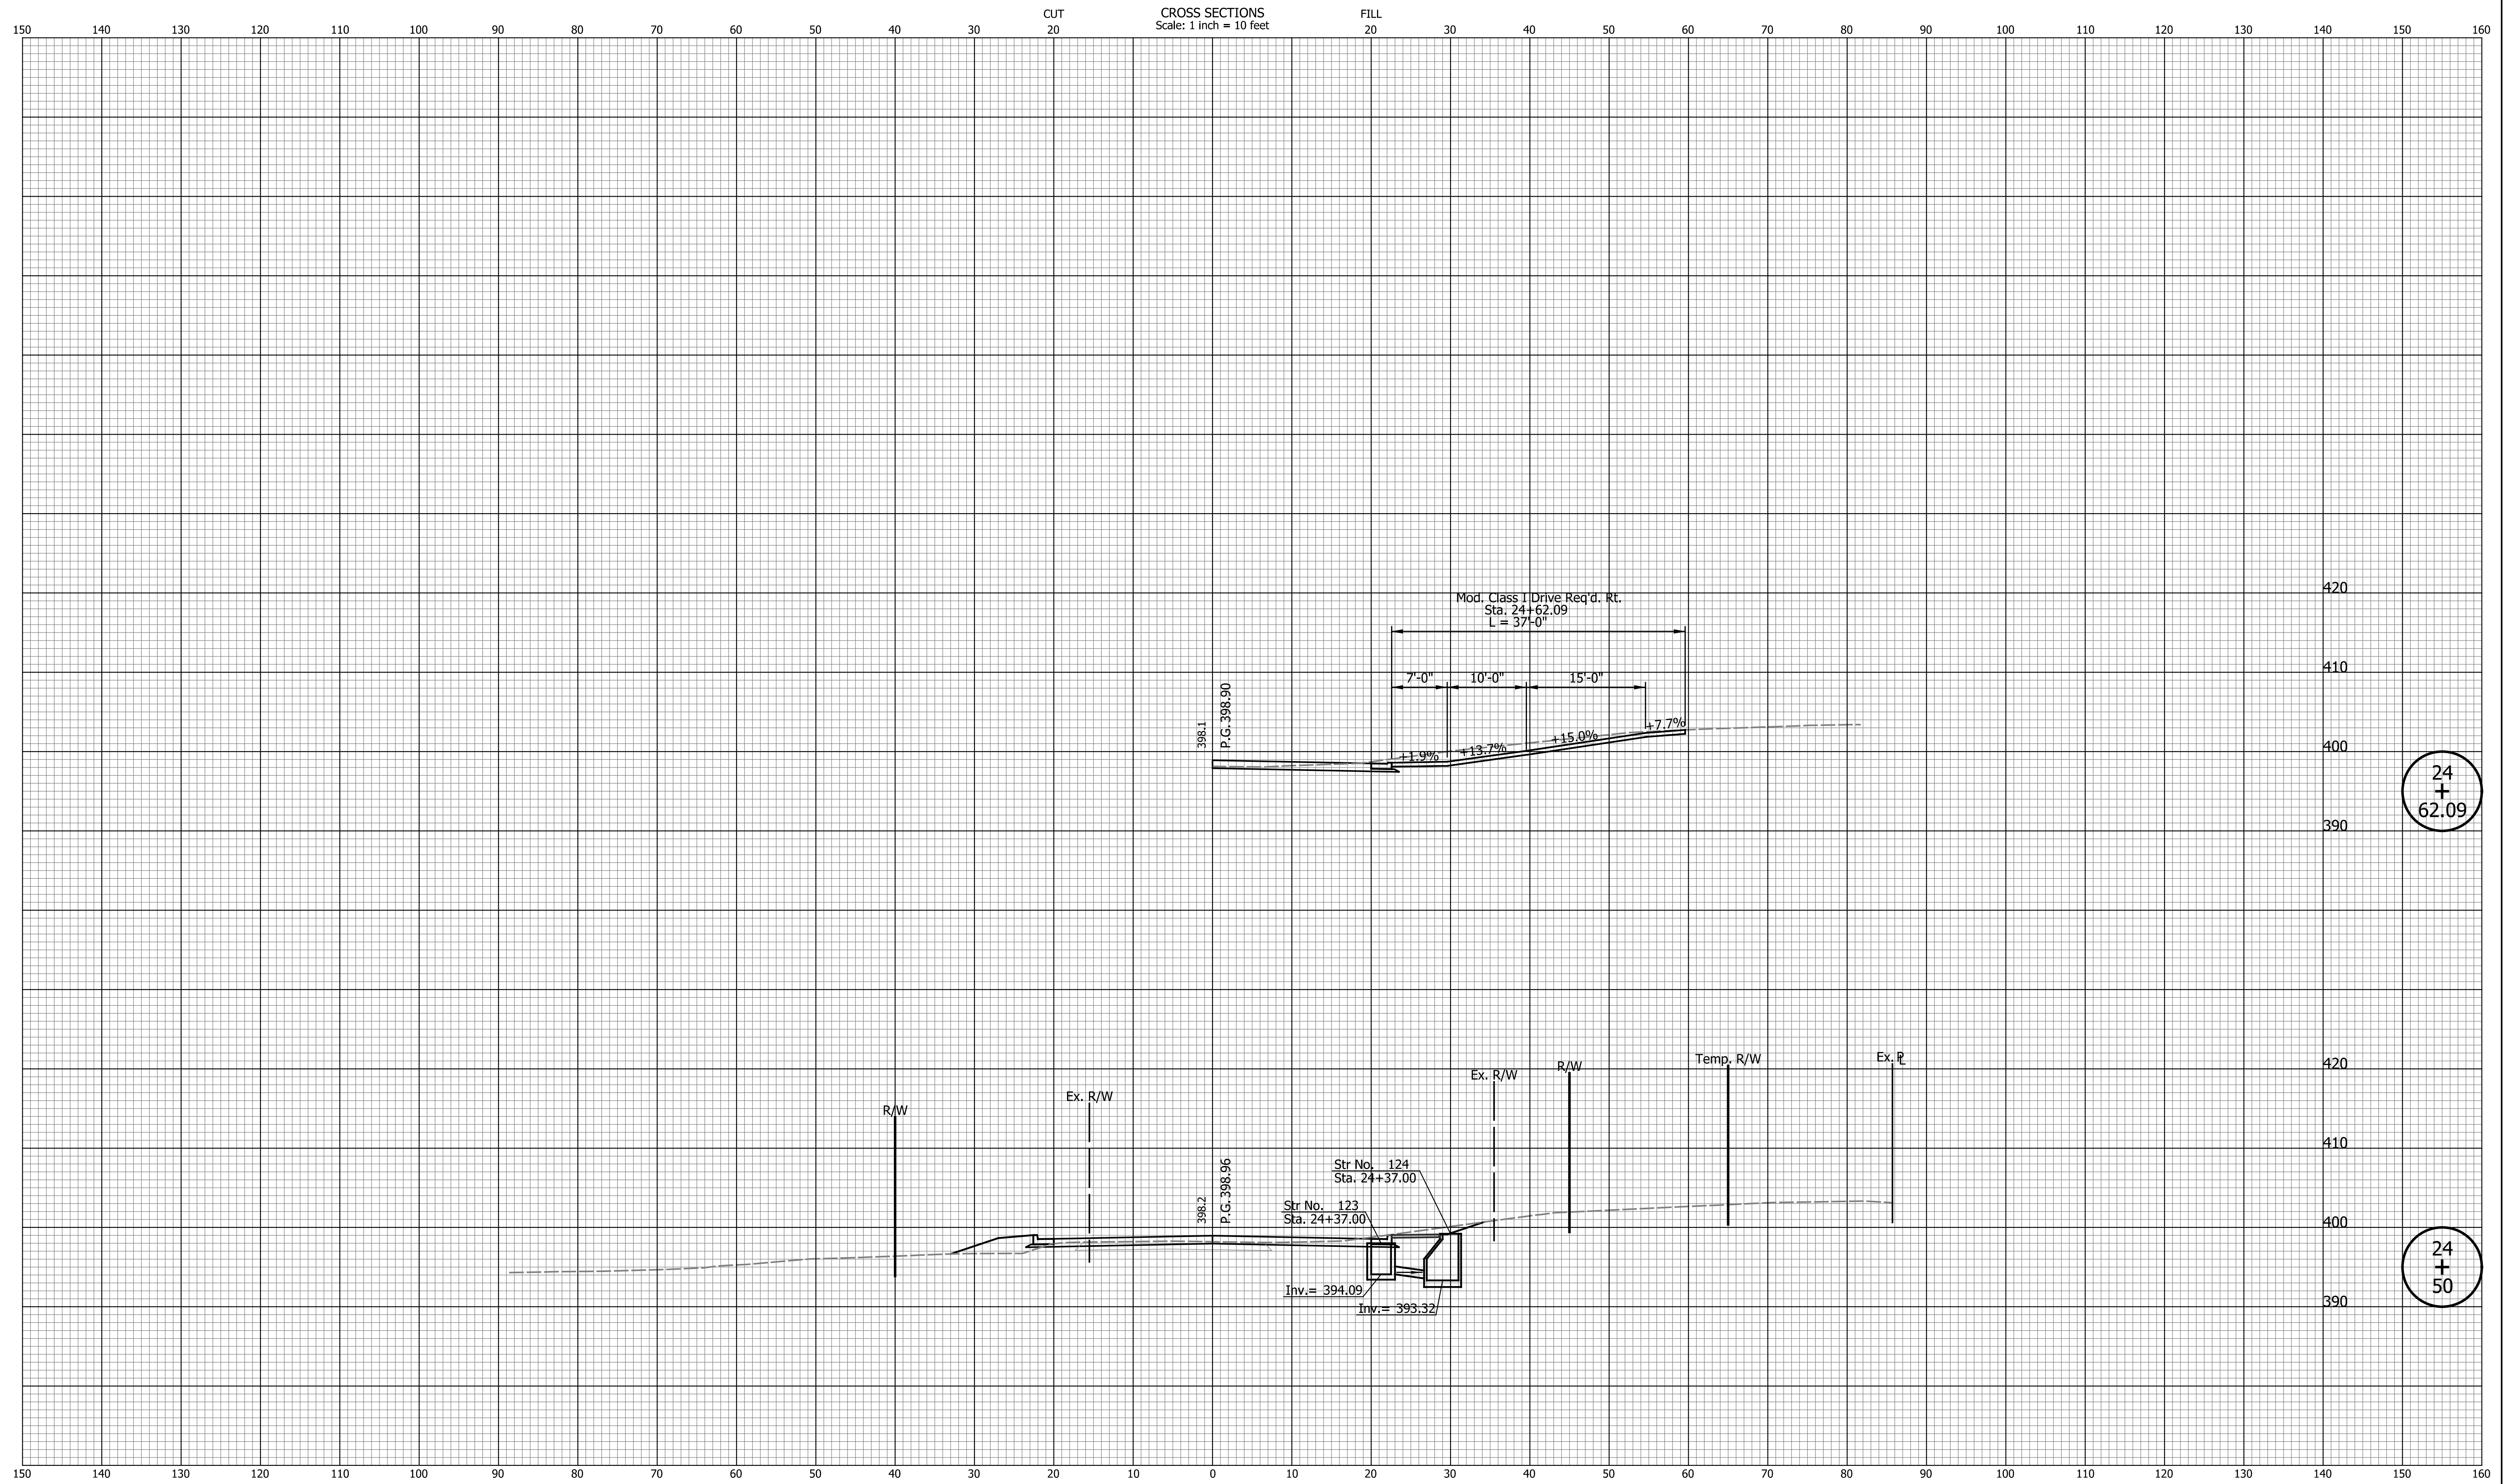 CUT CROSS SECTIONS FILL
Scale: 1 inch = 10 feet
150 140 130 120 110 100 90 80 70 60 50 40 30 20 20 30 40 50 60 70 80 90 100 110 120 130 140 150 160
420
Mod. Class I Drive Req'd. Rt.
Sta. 24+62.09
L = 37'-0"
410
7'-0" 10'-0" 15'-0"
398.1
P.G. 398.90
+1.9% +13.7% +15.0% +7.7%
400
24
+
62.09
390
R/W
Ex. R/W
Ex. R/W
R/W
Temp. R/W
Ex. PL
420
410
398.2
P.G. 398.96
Str No. 124
Sta. 24+37.00
Str No. 123
Sta. 24+37.00
400
24
+
50
Inv.= 394.09
Inv.= 393.32
390
150 140 130 120 110 100 90 80 70 60 50 40 30 20 10 0 10 20 30 40 50 60 70 80 90 100 110 120 130 140 150 160